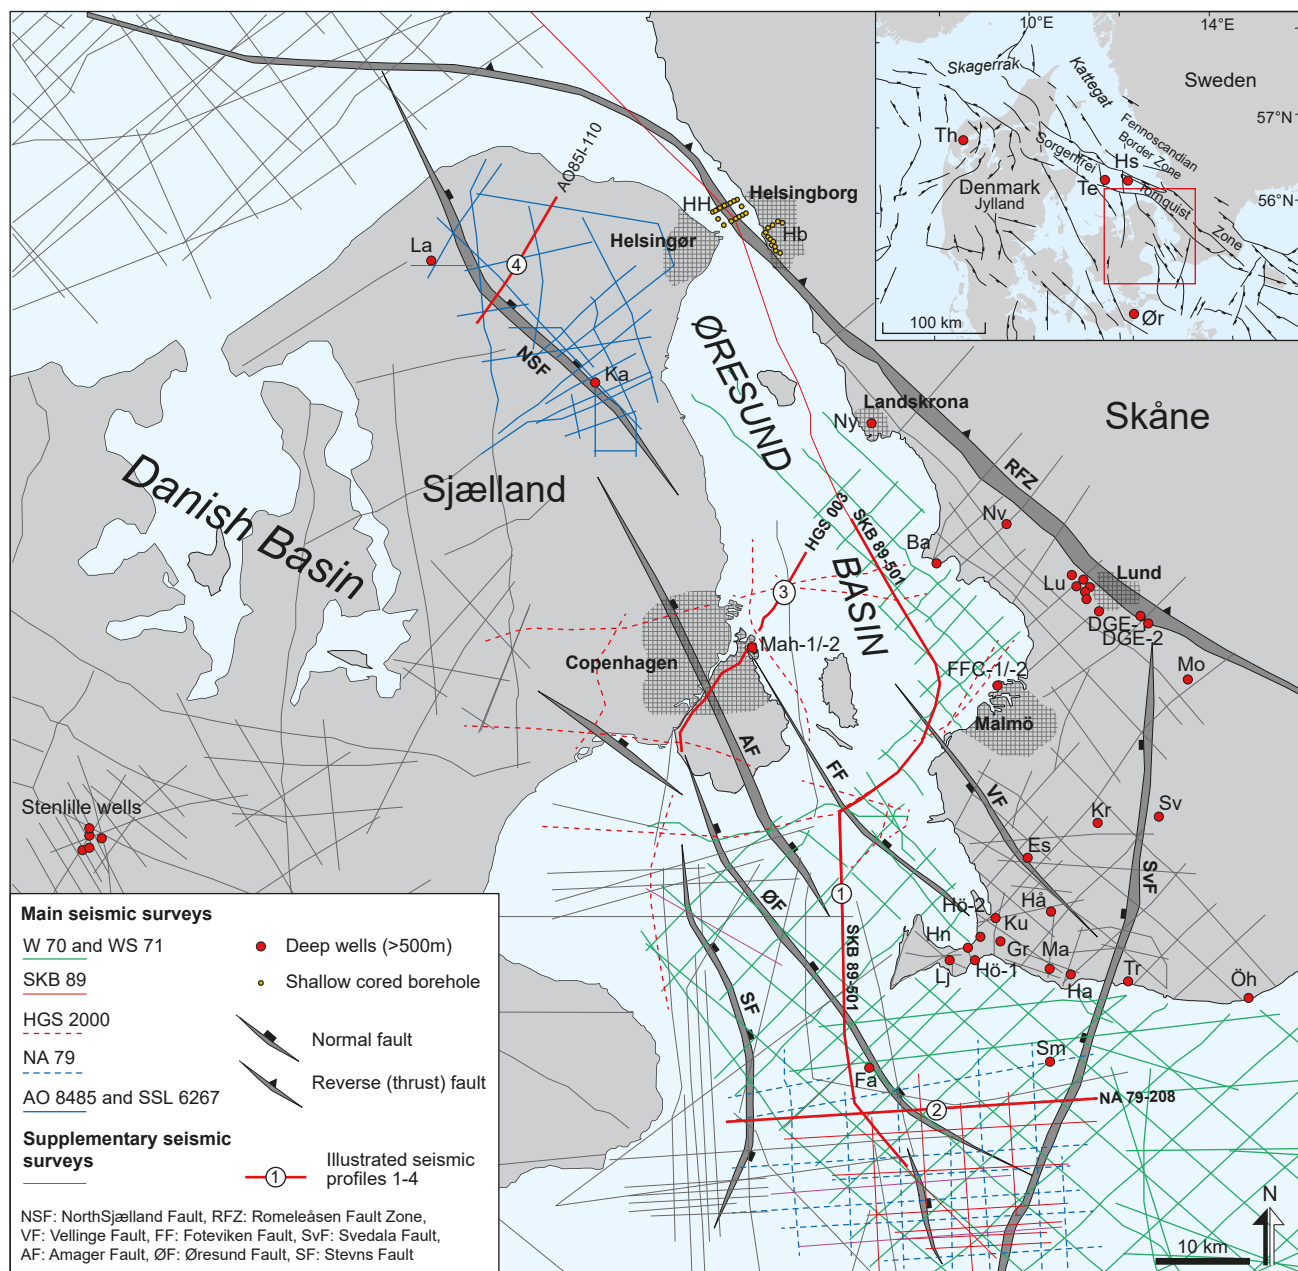 10°E
14°E
Skagerrak
Kattegat
Sweden
57°N
Th
Fennoscandian
Border Zone
Sorgenfrei
Hs
Te
Tornquist
Zone
Denmark
Jylland
56°N
Ør
100 km
AO85I-110
HH
Helsingborg
Hb
Helsingør
La
4
NSF
Ka
ØRESUND
BASIN
Landskrona
Ny
Skåne
RFZ
Danish Basin
Sjælland
HGS 003
SKB 89-501
Nv
Ba
3
Lu
Lund
DGE-1
DGE-2
Mah-1/-2
Copenhagen
FFC-1/-2
Mo
Malmö
AF
FF
VF
Stenlille wells
Kr
Sv
Es
SvF
1
ØF
Hö-2
Hå
Ku
Hn
Gr
Ma
Lj
Hö-1
Ha
Tr
Öh
SKB 89-501
SF
Sm
Fa
2
NA 79-208
Main seismic surveys
W 70 and WS 71
SKB 89
HGS 2000
NA 79
AO 8485 and SSL 6267
Supplementary seismic
surveys
Deep wells (>500m)
Shallow cored borehole
Normal fault
Reverse (thrust) fault
1
Illustrated seismic
profiles 1-4
NSF: NorthSjælland Fault, RFZ: Romeleåsen Fault Zone,
VF: Vellinge Fault, FF: Foteviken Fault, SvF: Svedala Fault,
AF: Amager Fault, ØF: Øresund Fault, SF: Stevns Fault
N
10 km